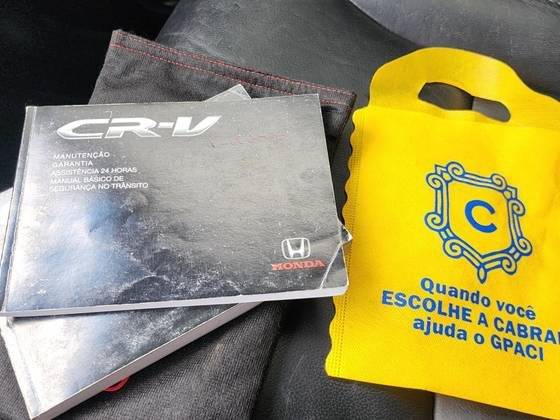 CR-V
MANUTENÇÃO
GARANTIA
ASSISTÊNCIA 24 HORAS
MANUAL BÁSICO DE
SEGURANÇA NO TRÂNSITO
HONDA
C
Quando você
ESCOLHE A CABRAL
ajuda o GPACI